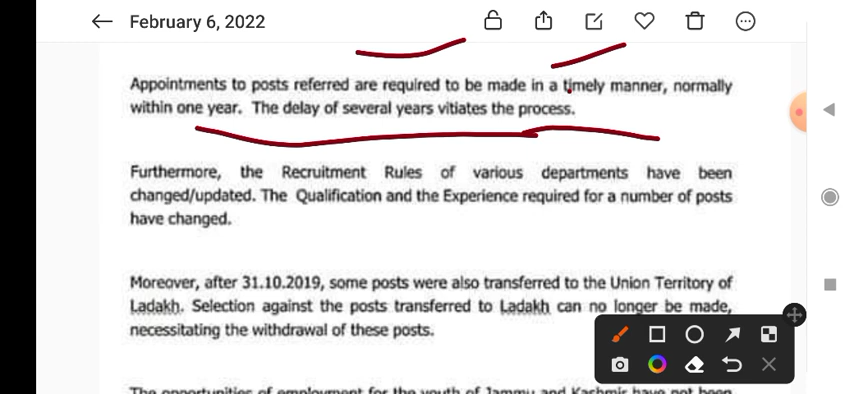 February 6, 2022
Appointments to posts referred are required to be made in a timely manner, normally
within one year. The delay of several years vitiates the process.
Furthermore, the Recruitment Rules of various departments have been
changed/updated. The Qualification and the Experience required for a number of posts
have changed.
Moreover, after 31.10.2019, some posts were also transferred to the Union Territory of
Ladakh. Selection against the posts transferred to Ladakh can no longer be made,
necessitating the withdrawal of these posts.
The opportunities of employment for the youth of Jammu and Kashmir have not been